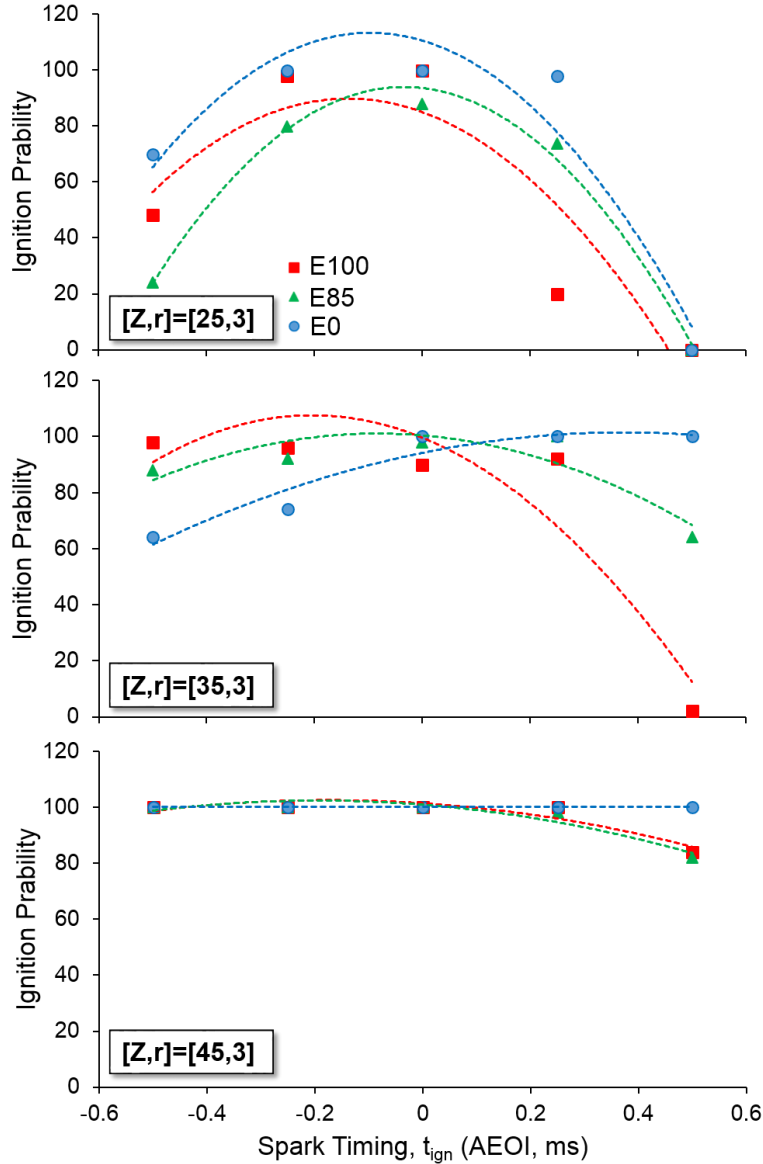 120
100
80
60
40
20
0
Ignition Prability
E100
E85
E0
[Z,r]=[25,3]
120
100
80
60
40
20
0
Ignition Prability
[Z,r]=[35,3]
120
100
80
60
40
20
0
Ignition Prability
[Z,r]=[45,3]
-0.6 -0.4 -0.2 0 0.2 0.4 0.6
Spark Timing, tign (AEOI, ms)